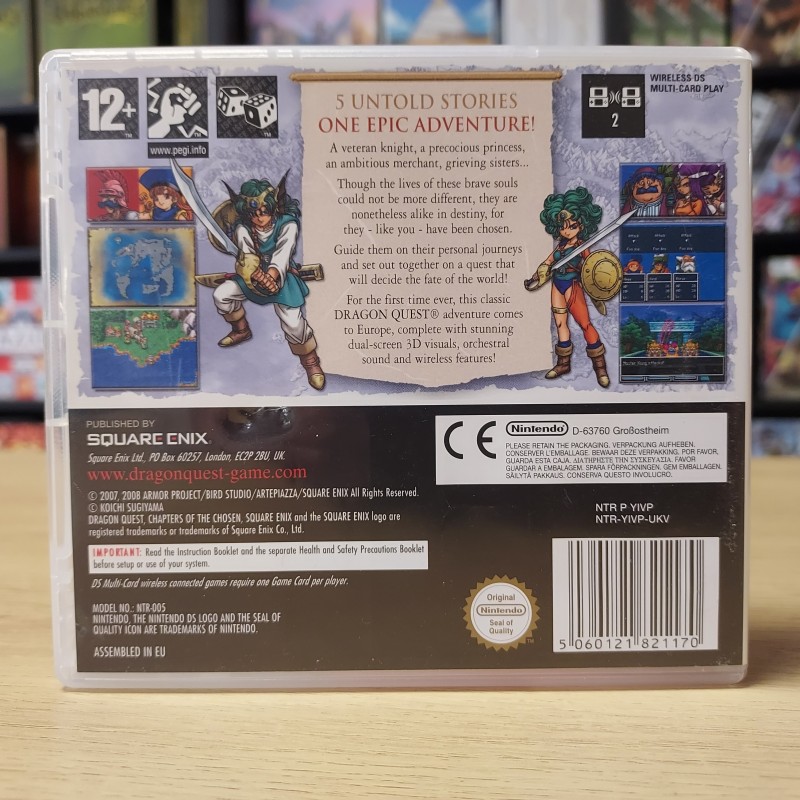 12+
www.pegi.info
5 UNTOLD STORIES
ONE EPIC ADVENTURE!
A veteran knight, a precocious princess,
an ambitious merchant, grieving sisters...
Though the lives of these brave souls
could not be more different, they are
nonetheless alike in destiny, for
they - like you - have been chosen.
Guide them on their personal journeys
and set out together on a quest that
will decide the fate of the world!
For the first time ever, this classic
DRAGON QUEST® adventure comes
to Europe, complete with stunning
dual-screen 3D visuals, orchestral
sound and wireless features!
2
WIRELESS DS
MULTI-CARD PLAY
PUBLISHED BY
SQUARE ENIX
Square Enix Ltd, PO Box 60257, London, EC2P 2BU, UK.
www.dragonquest-game.com
© 2007, 2008 ARMOR PROJECT/BIRD STUDIO/ARTEPIAZZA/SQUARE ENIX All Rights Reserved.
© KOICHI SUGIYAMA
DRAGON QUEST, CHAPTERS OF THE CHOSEN, SQUARE ENIX and the SQUARE ENIX logo are
registered trademarks or trademarks of Square Enix Co., Ltd.
IMPORTANT: Read the Instruction Booklet and the separate Health and Safety Precautions Booklet
before setup or use of your system.
DS Multi-Card wireless connected games require one Game Card per player.
MODEL NO.: NTR-005
NINTENDO, THE NINTENDO DS LOGO AND THE SEAL OF
QUALITY ICON ARE TRADEMARKS OF NINTENDO.
ASSEMBLED IN EU
CE
Nintendo D-63760 Großostheim
PLEASE RETAIN THE PACKAGING. VERPACKUNG AUFHEBEN.
CONSERVER L'EMBALLAGE. BEWAAR DEZE VERPAKKING. POR FAVOR,
GUARDA ESTA CAJA. ΔΙΑΤΗΡΗΣΤΕ ΤΗΝ ΣΥΣΚΕΥΑΣΙΑ. FAVOR
GUARDAR A EMBALAGEM. SPARA FÖRPACKNINGEN. GEM EMBALLAGEN.
SÄILYTÄ PAKKAUS. CONSERVA QUESTO INVOLUCRO.
NTR P YIVP
NTR-YIVP-UKV
Original
Nintendo
Seal of
Quality
TM
5 060121 821170